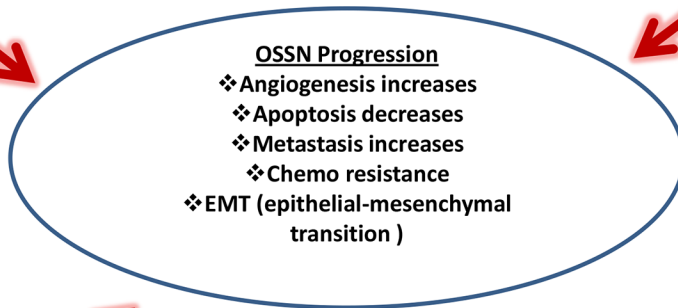 OSSN Progression
❖Angiogenesis increases
❖Apoptosis decreases
❖Metastasis increases
❖Chemo resistance
❖EMT (epithelial-mesenchymal
transition )